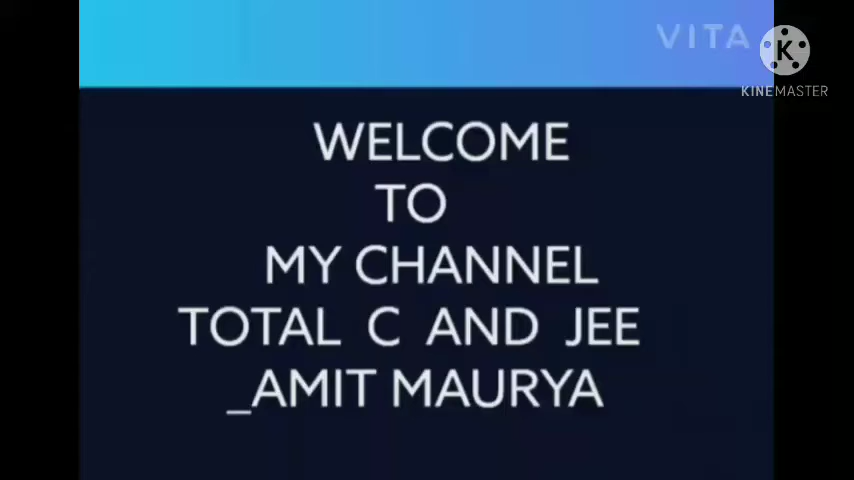 VITA
K
KINEMASTER
WELCOME
TO
MY CHANNEL
TOTAL C AND JEE
_AMIT MAURYA